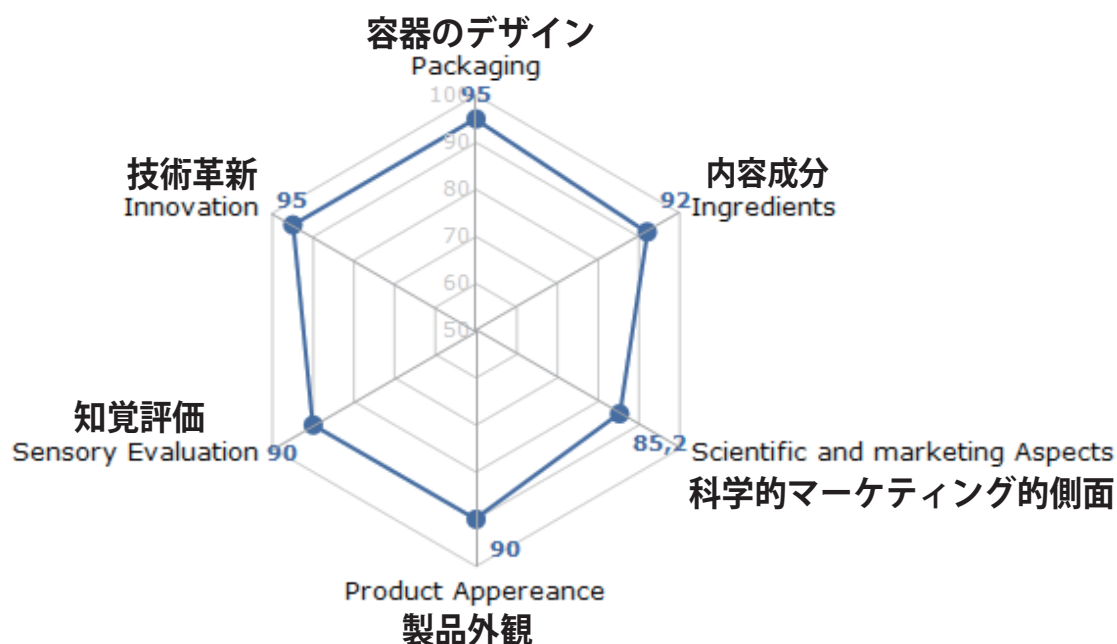 容器のデザイン
Packaging
100
95
90
80
70
60
50
技術革新
Innovation
95
内容成分
92
Ingredients
知覚評価
Sensory Evaluation
90
85,2
Scientific and marketing Aspects
科学的マーケティング的側面
90
Product Appereance
製品外観